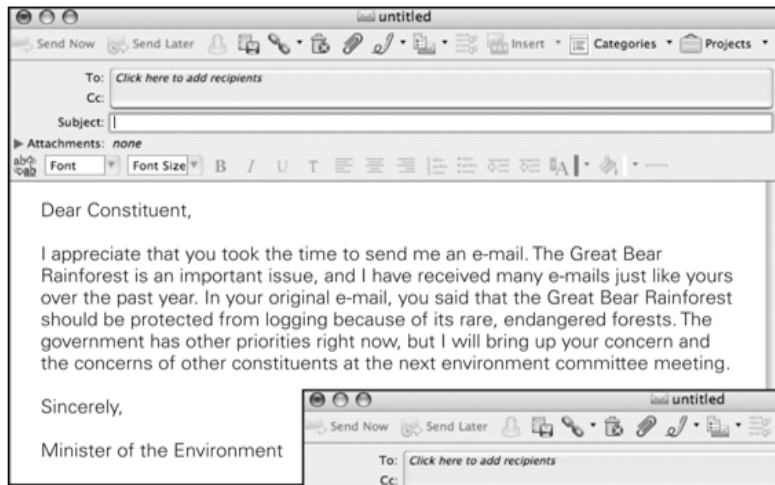 untitled
Send Now Send Later Insert Categories Projects
To: Click here to add recipients
Cc:
Subject:
Attachments: none
abc ab Font Font Size B I U T A
Dear Constituent,
I appreciate that you took the time to send me an e-mail. The Great Bear
Rainforest is an important issue, and I have received many e-mails just like yours
over the past year. In your original e-mail, you said that the Great Bear Rainforest
should be protected from logging because of its rare, endangered forests. The
government has other priorities right now, but I will bring up your concern and
the concerns of other constituents at the next environment committee meeting.
Sincerely,
Minister of the Environment
untitled
Send Now Send Later
To: Click here to add recipients
Cc: